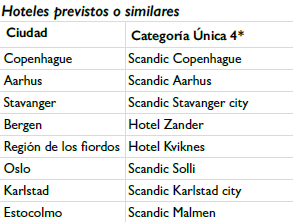 Hoteles previstos o similares
Ciudad Categoría Única 4*
Copenhague Scandic Copenhague
Aarhus Scandic Aarhus
Stavanger Scandic Stavanger city
Bergen Hotel Zander
Región de los fiordos Hotel Kviknes
Oslo Scandic Solli
Karlstad Scandic Karlstad city
Estocolmo Scandic Malmen